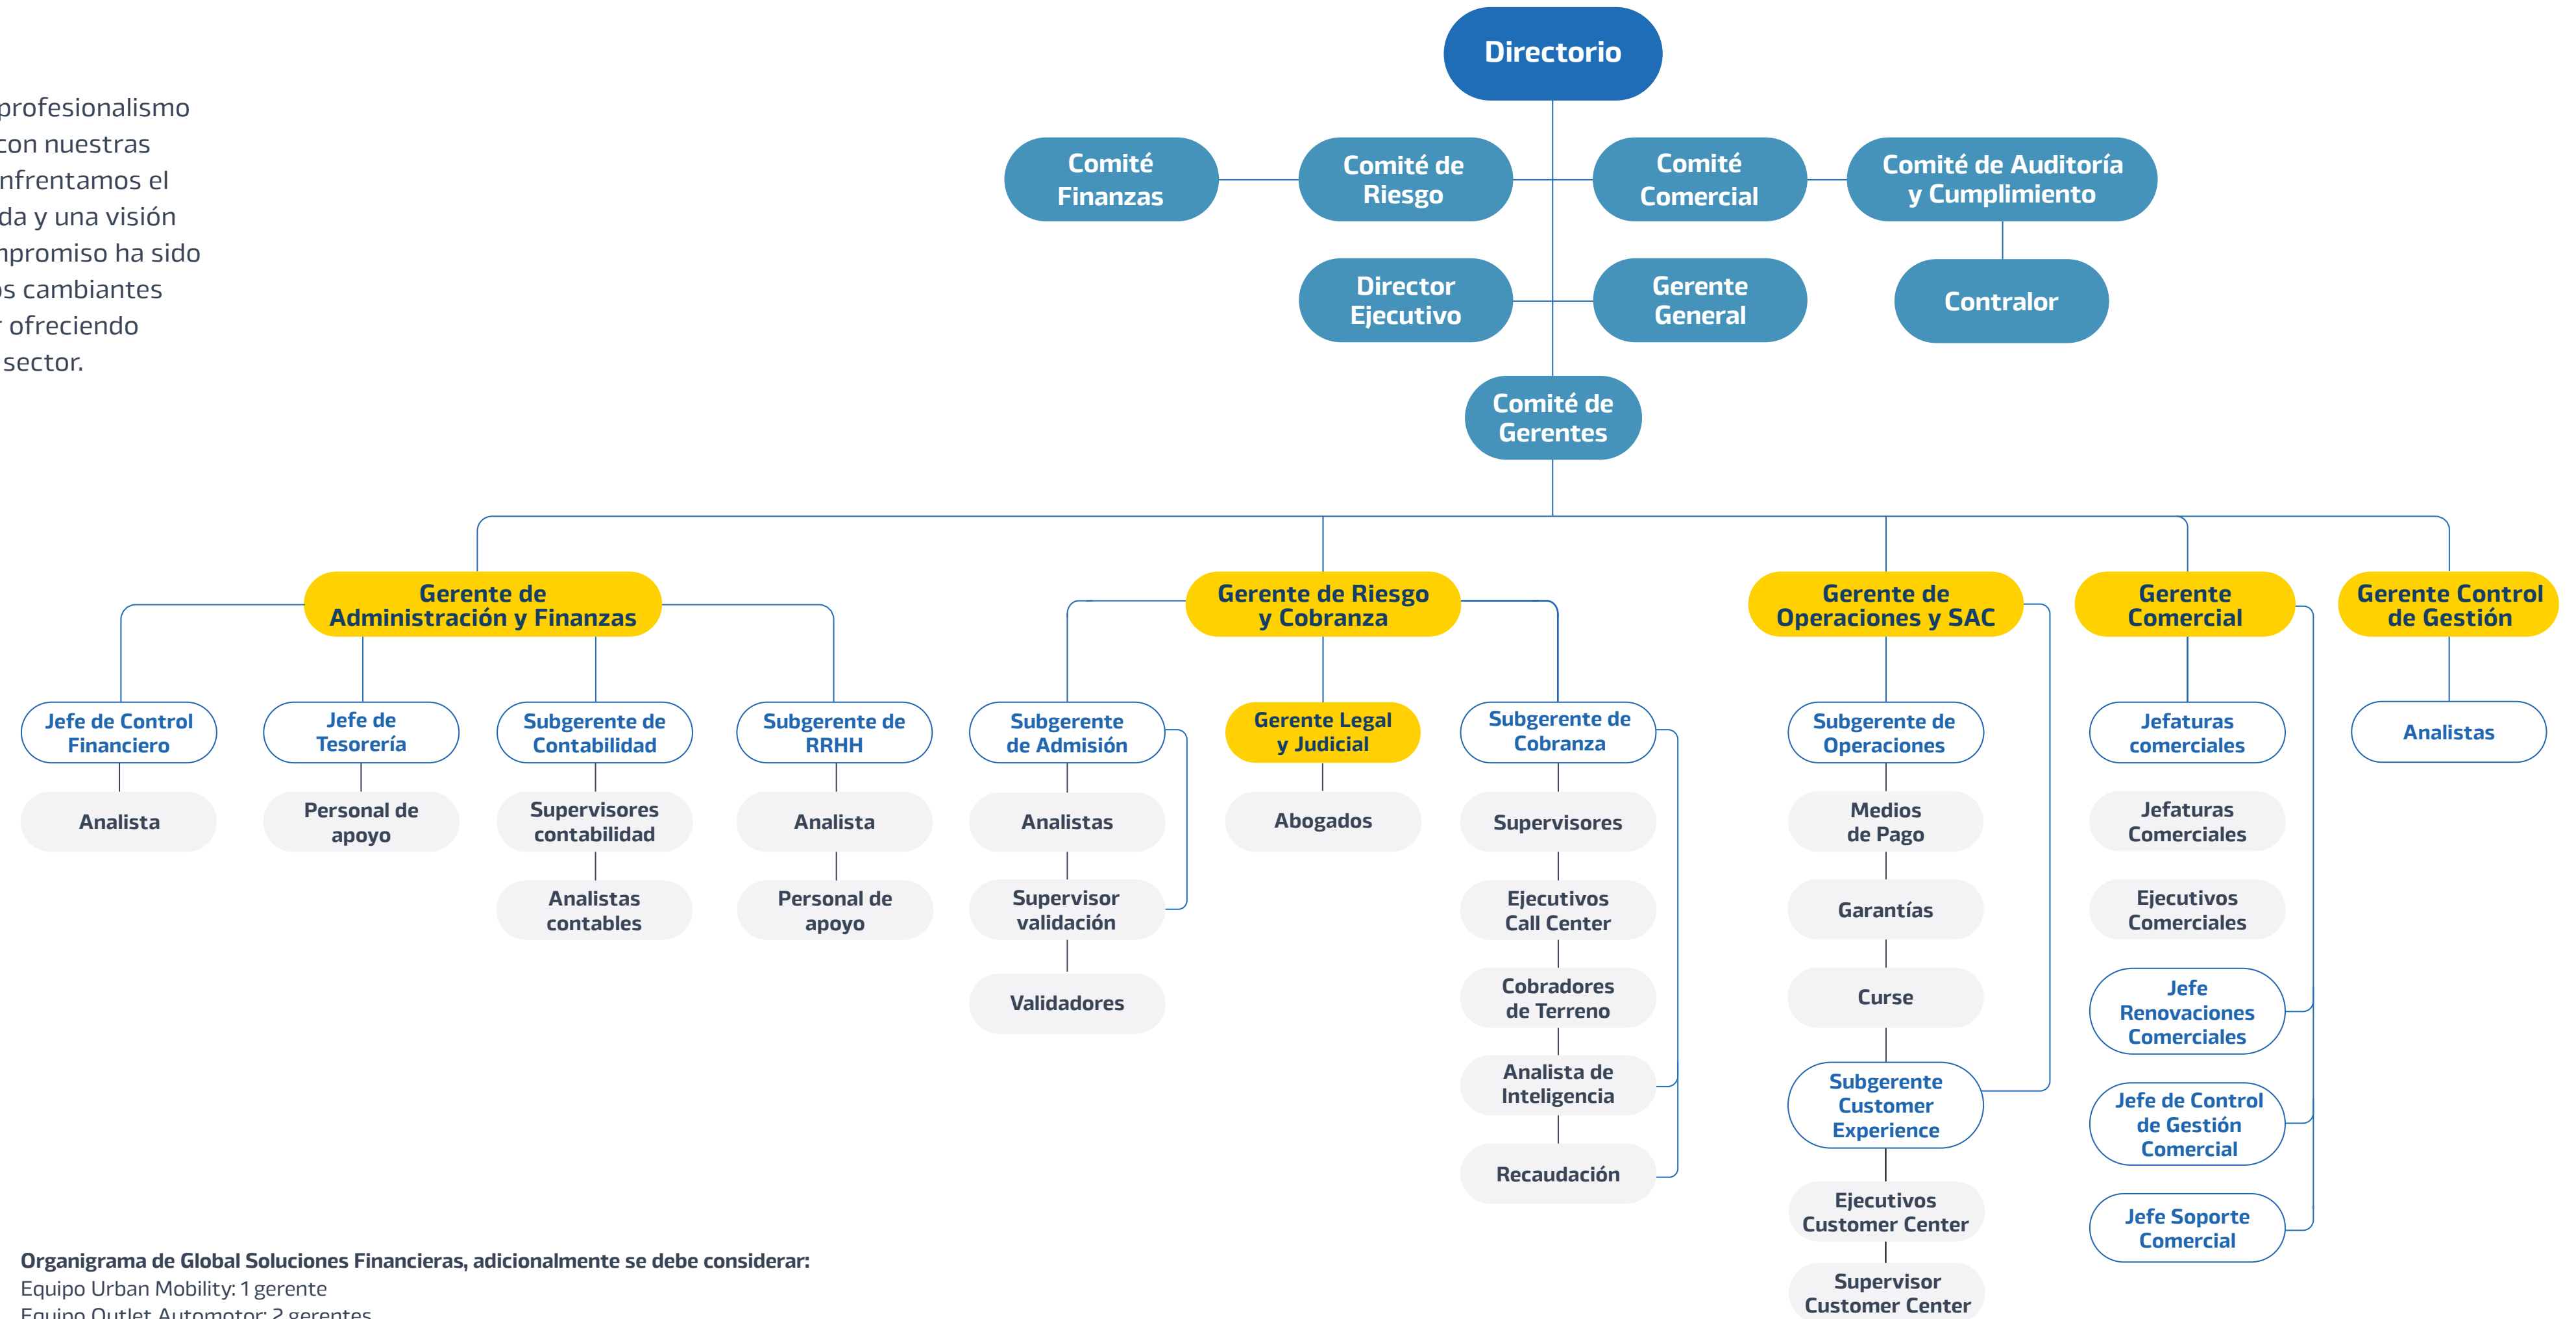 Directorio
profesionalismo
con nuestras
nfrentamos el
da y una visión
mpromiso ha sido
os cambiantes
r ofreciendo
sector.
Comité
Finanzas
Comité de
Riesgo
Comité
Comercial
Comité de Auditoría
y Cumplimiento
Director
Ejecutivo
Gerente
General
Contralor
Comité de
Gerentes
Gerente de
Administración y Finanzas
Gerente de Riesgo
y Cobranza
Gerente de
Operaciones y SAC
Gerente
Comercial
Gerente Control
de Gestión
Jefe de Control
Financiero
Analista
Jefe de
Tesorería
Personal de
apoyo
Subgerente de
Contabilidad
Supervisores
contabilidad
Analistas
contables
Subgerente de
RRHH
Analista
Personal de
apoyo
Subgerente
de Admisión
Analistas
Supervisor
validación
Validadores
Gerente Legal
y Judicial
Abogados
Subgerente de
Cobranza
Supervisores
Ejecutivos
Call Center
Cobradores
de Terreno
Analista de
Inteligencia
Recaudación
Subgerente de
Operaciones
Medios
de Pago
Garantías
Curse
Subgerente
Customer
Experience
Ejecutivos
Customer Center
Supervisor
Customer Center
Jefaturas
comerciales
Jefaturas
Comerciales
Ejecutivos
Comerciales
Jefe
Renovaciones
Comerciales
Jefe de Control
de Gestión
Comercial
Jefe Soporte
Comercial
Analistas
Organigrama de Global Soluciones Financieras, adicionalmente se debe considerar:
Equipo Urban Mobility: 1 gerente
Equipo Outlet Automotor: 2 gerentes